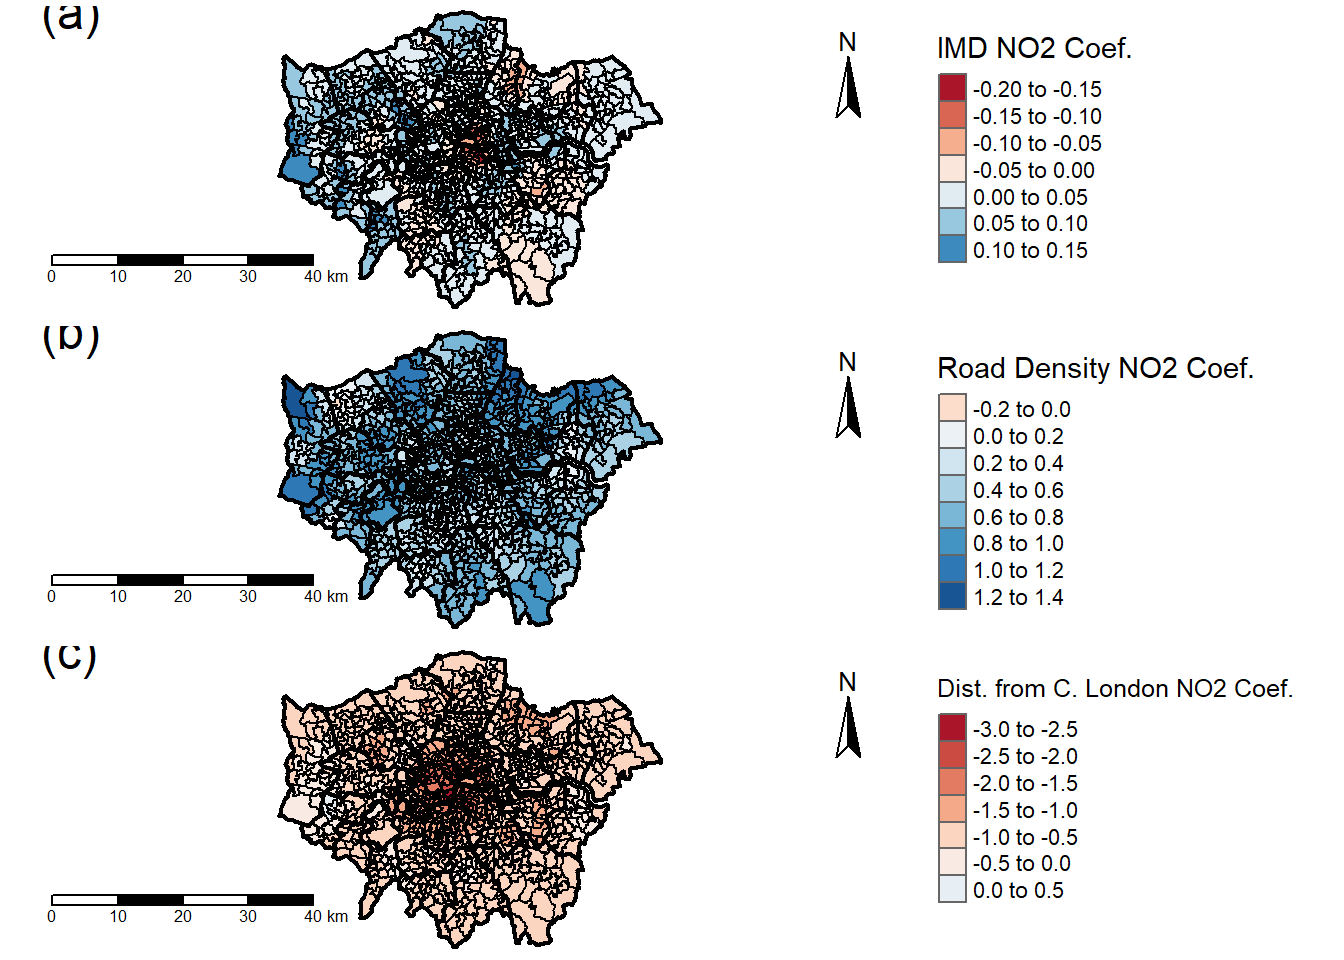 (a)
N
IMD NO2 Coef.
-0.20 to -0.15
-0.15 to -0.10
-0.10 to -0.05
-0.05 to 0.00
0.00 to 0.05
0.05 to 0.10
0.10 to 0.15
0 10 20 30 40 km
(b)
N
Road Density NO2 Coef.
-0.2 to 0.0
0.0 to 0.2
0.2 to 0.4
0.4 to 0.6
0.6 to 0.8
0.8 to 1.0
1.0 to 1.2
1.2 to 1.4
0 10 20 30 40 km
(c)
N
Dist. from C. London NO2 Coef.
-3.0 to -2.5
-2.5 to -2.0
-2.0 to -1.5
-1.5 to -1.0
-1.0 to -0.5
-0.5 to 0.0
0.0 to 0.5
0 10 20 30 40 km